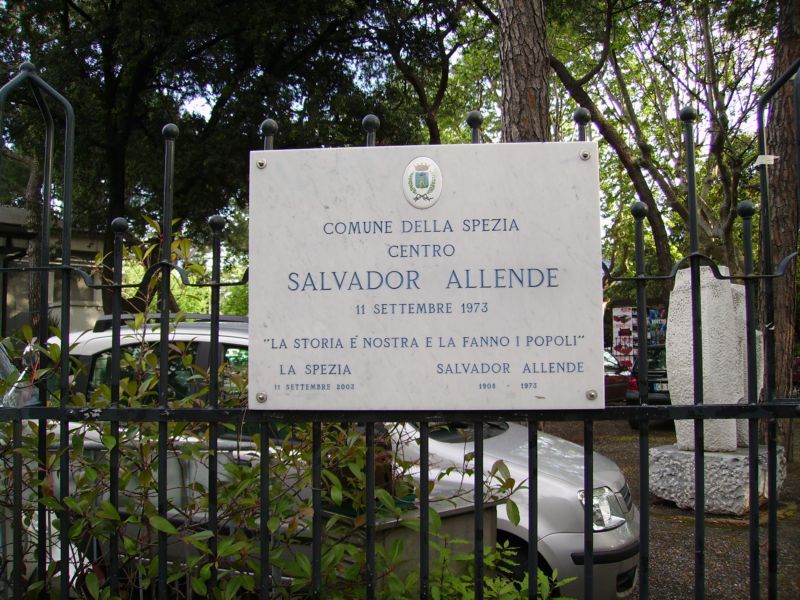 COMUNE DELLA SPEZIA
CENTRO
SALVADOR ALLENDE
11 SETTEMBRE 1973
"LA STORIA É NOSTRA E LA FANNO I POPOLI"
LA SPEZIA
11 SETTEMBRE 2003
SALVADOR ALLENDE
1908 - 1973